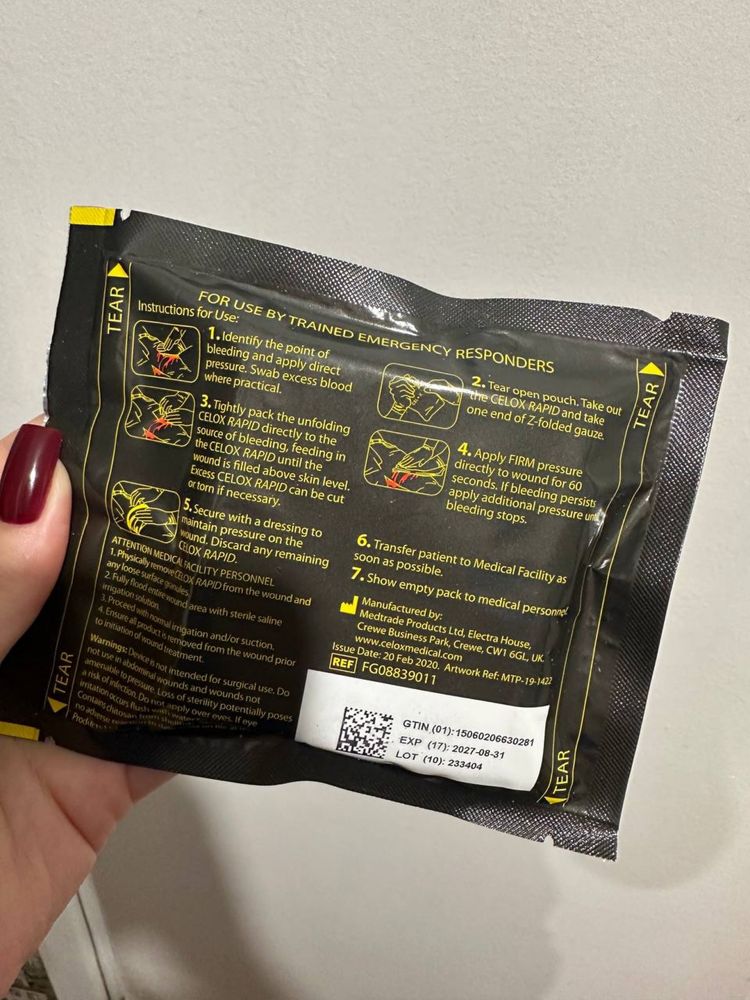 TEAR
FOR USE BY TRAINED EMERGENCY RESPONDERS
Instructions for Use:
1. Identify the point of
bleeding and apply direct
pressure. Swab excess blood
where practical.
2. Tear open pouch. Take out
the CELOX RAPID and take
one end of Z-folded gauze.
3. Tightly pack the unfolding
CELOX RAPID directly to the
source of bleeding, feeding in
the CELOX RAPID until the
wound is filled above skin level.
Excess CELOX RAPID can be cut
or torn if necessary.
4. Apply FIRM pressure
directly to wound for 60
seconds. If bleeding persists
apply additional pressure until
bleeding stops.
5. Secure with a dressing to
maintain pressure on the
wound. Discard any remaining
CELOX RAPID.
6. Transfer patient to Medical Facility as
soon as possible.
7. Show empty pack to medical personnel
ATTENTION MEDICAL FACILITY PERSONNEL
1. Physically remove CELOX RAPID from the wound and
any loose surface granules.
2. Fully flood entire wound area with sterile saline
irrigation solution.
3. Proceed with normal irrigation and/or suction.
4. Ensure all product is removed from the wound prior
to initiation of wound treatment.
Warnings: Device is not intended for surgical use. Do
not use in abdominal wounds and wounds not
amenable to pressure. Loss of sterility potentially poses
a risk of infection. Do not apply over eyes. If eye
irritation occurs flush with water
Contains chitosan from
no adverse
Manufactured by:
Medtrade Products Ltd, Electra House,
Crewe Business Park, Crewe, CW1 6GL, UK.
www.celoxmedical.com
Issue Date: 20 Feb 2020. Artwork Ref: MTP-19-1422
REF FG08839011
GTIN (01):15060206630281
EXP (17): 2027-08-31
LOT (10): 233404
TEAR
TEAR
TEAR